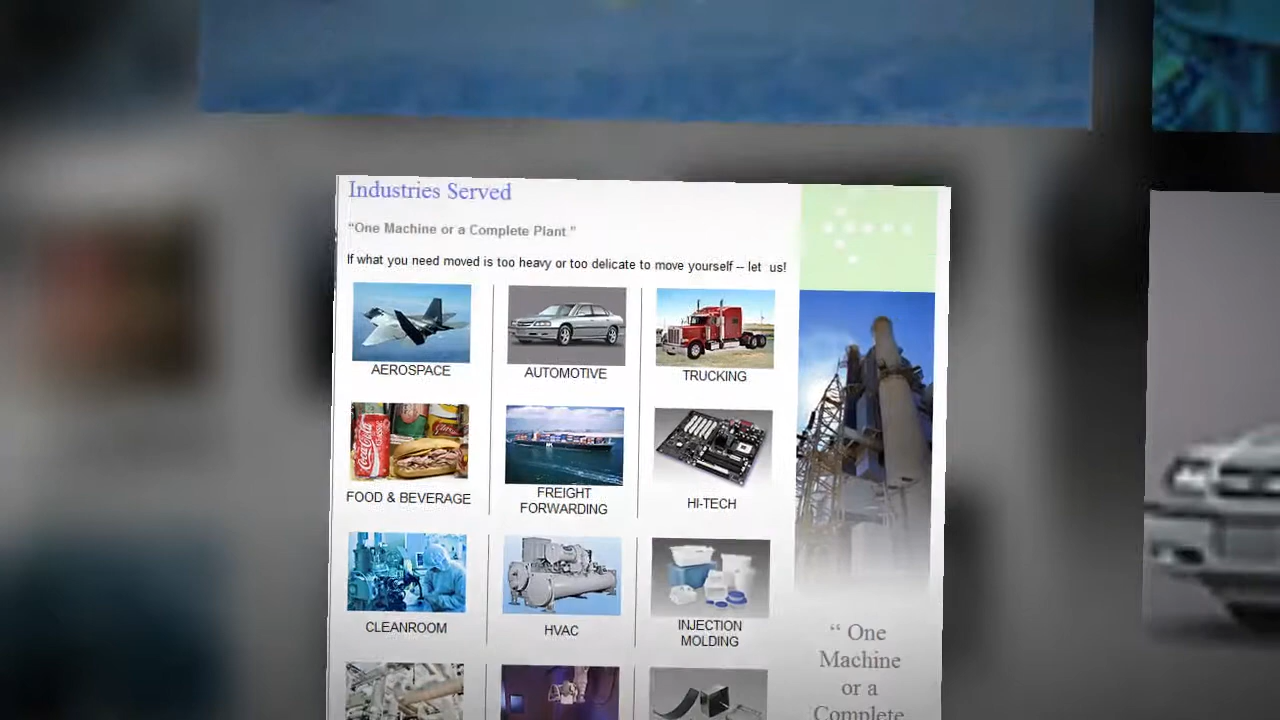 Industries Served
“One Machine or a Complete Plant.”
If what you need moved is too heavy or too delicate to move yourself -- let us!
AEROSPACE
AUTOMOTIVE
TRUCKING
Coca-Cola
FOOD & BEVERAGE
FREIGHT
FORWARDING
HI-TECH
CLEANROOM
HVAC
INJECTION
MOLDING
“ One
Machine
or a
Complete